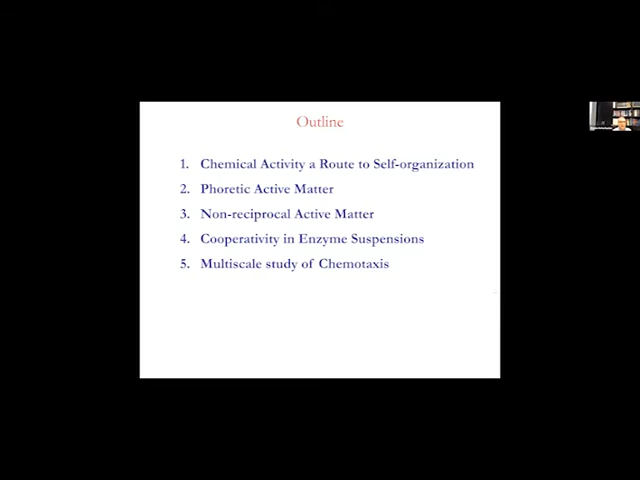 Outline
1. Chemical Activity a Route to Self-organization
2. Phoretic Active Matter
3. Non-reciprocal Active Matter
4. Cooperativity in Enzyme Suspensions
5. Multiscale study of Chemotaxis